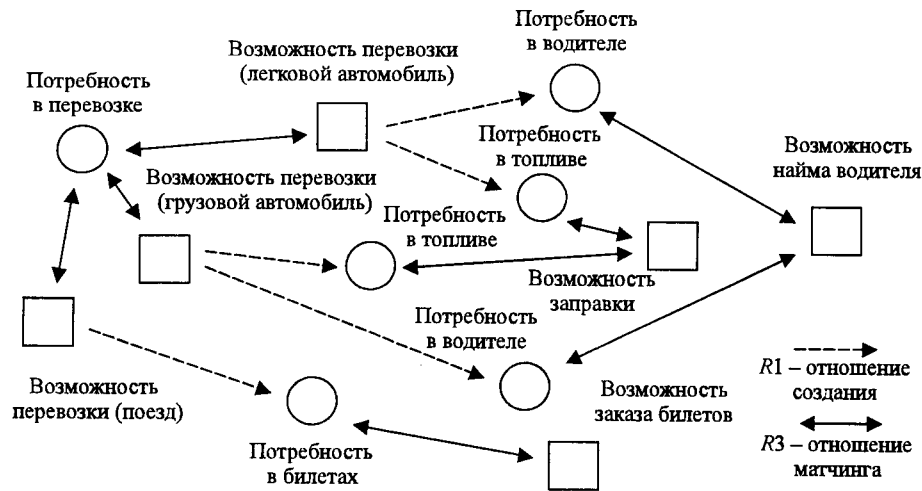 Потребность
в водителе
Возможность перевозки
(легковой автомобиль)
Потребность
в перевозке
Потребность
в топливе
Возможность
найма водителя
Возможность перевозки
(грузовой автомобиль)
Потребность
в топливе
Возможность
заправки
Потребность
в водителе
R1 – отношение
создания
Возможность
перевозки (поезд)
Возможность
заказа билетов
R3 – отношение
матчинга
Потребность
в билетах